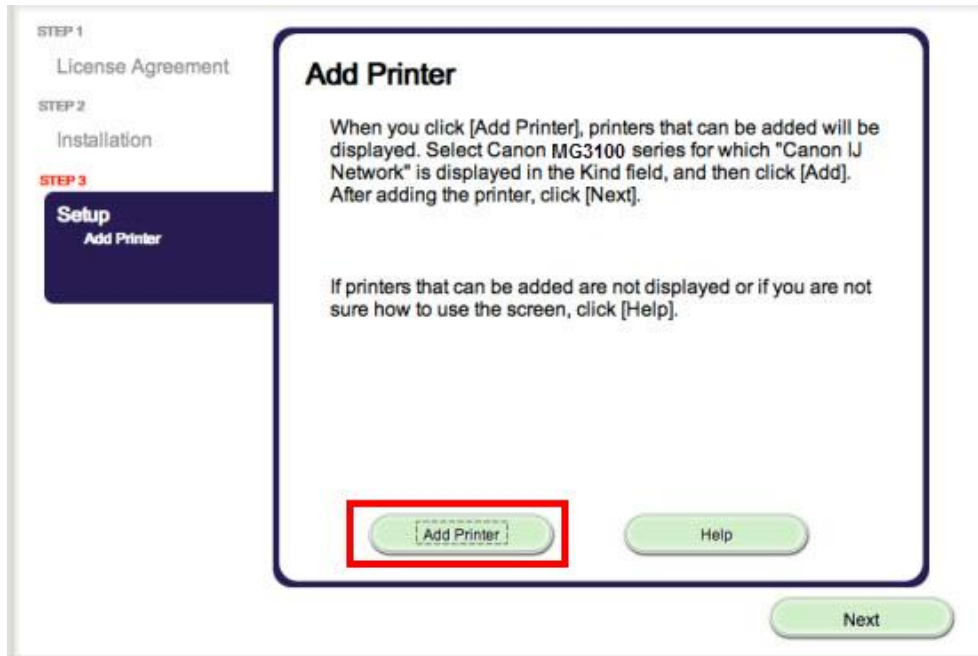 STEP 1
License Agreement
STEP 2
Installation
STEP 3
Setup
Add Printer
Add Printer
When you click [Add Printer], printers that can be added will be
displayed. Select Canon MG3100 series for which "Canon IJ
Network" is displayed in the Kind field, and then click [Add].
After adding the printer, click [Next].
If printers that can be added are not displayed or if you are not
sure how to use the screen, click [Help].
Add Printer
Help
Next